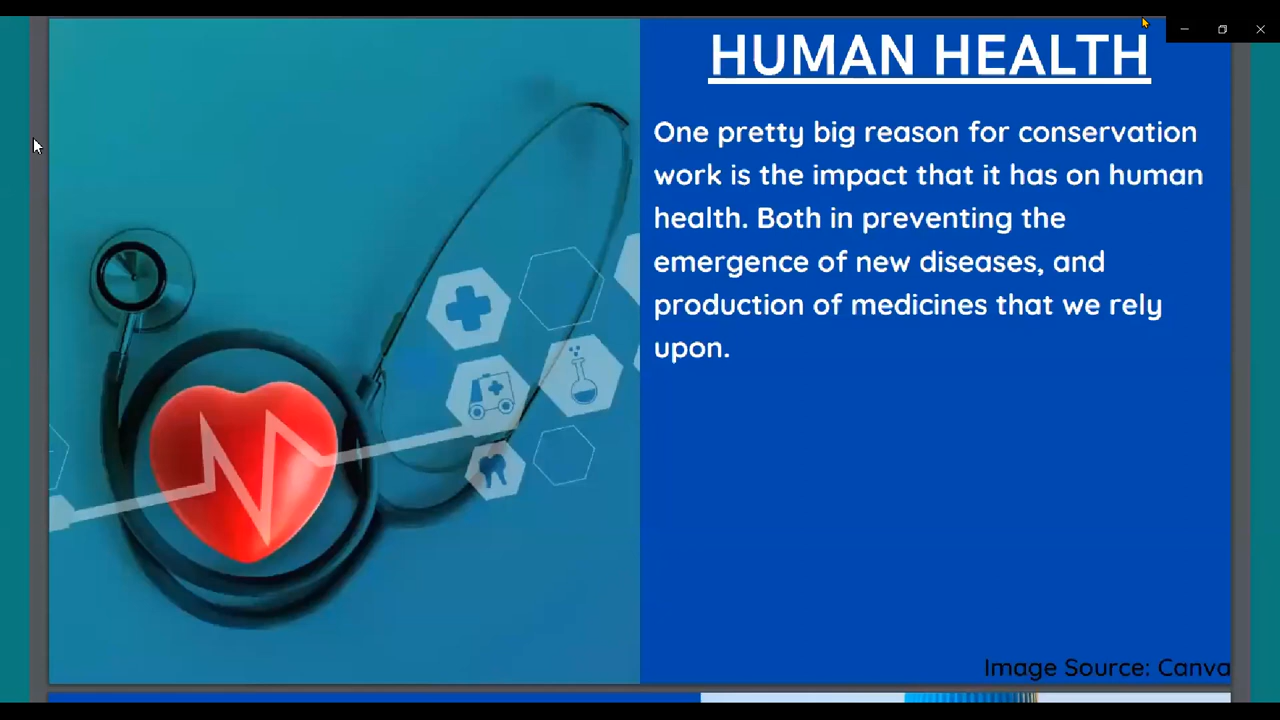 HUMAN HEALTH
One pretty big reason for conservation
work is the impact that it has on human
health. Both in preventing the
emergence of new diseases, and
production of medicines that we rely
upon.
Image Source: Canva